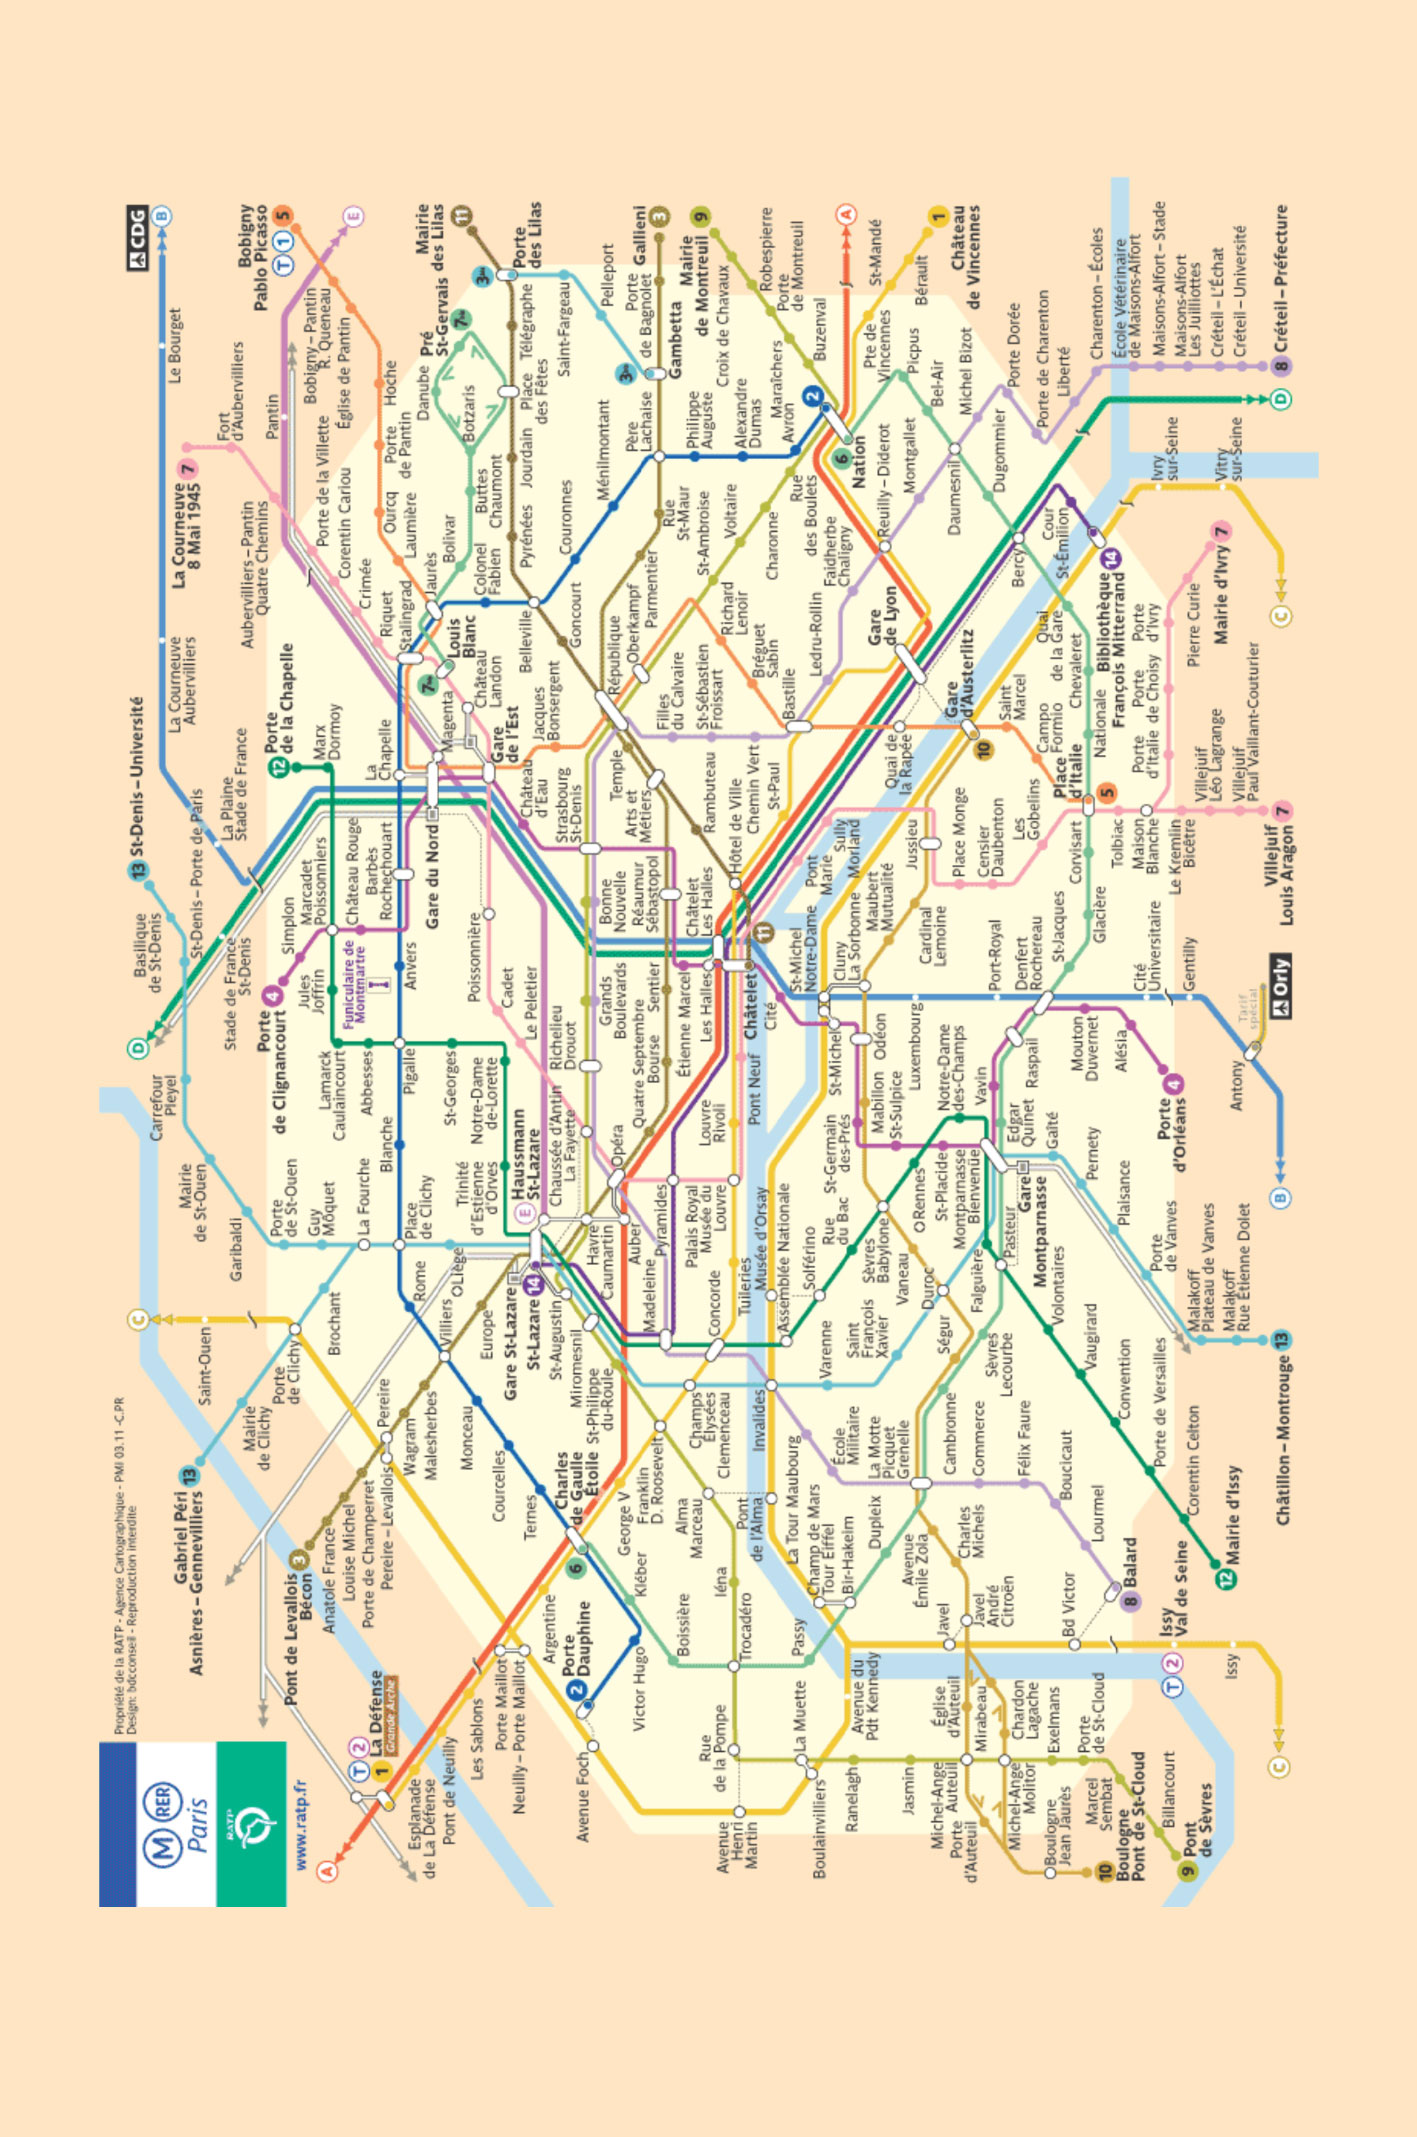 Propriété de la RATP - Agence Cartographique - PMI 03.11 -C.PR
Design: bdcconseil - Reproduction interdite
M RER
Paris
RATP
www.ratp.fr
A
T 2
1
La Défense
Grande Arche
Esplanade
de La Défense
Pont de Neuilly
Les Sablons
Porte Maillot
Neuilly – Porte Maillot
Argentine
Avenue Foch
2
Porte
Dauphine
Victor Hugo
Asnières – Gennevilliers
Gabriel Péri
13
Mairie
de Clichy
Porte
de Clichy
Brochant
C
Saint-Ouen
Pont de Levallois
Bécon
3
Anatole France
Louise Michel
Porte de Champerret
Pereire – Levallois
Pereire
Wagram
Malesherbes
Monceau
Courcelles
Ternes
Villiers
Rome
Europe
Liège
D
Carrefour
Pleyel
Mairie
de St-Ouen
Garibaldi
Porte
de St-Ouen
Guy
Môquet
La Fourche
Place
de Clichy
Blanche
Pigalle
Anvers
13
St-Denis – Université
Basilique
de St-Denis
St-Denis – Porte de Paris
Stade de France
St-Denis
La Plaine
Stade de France
La Courneuve
Aubervilliers
Le Bourget
CDG
B
Porte
de Clignancourt
4
Simplon
Jules
Joffrin
Marcadet
Poissonniers
Château Rouge
Barbès
Rochechouart
Funiculaire de
Montmartre
Lamarck
Caulaincourt
Abbesses
St-Georges
Notre-Dame
de-Lorette
Trinité
d'Estienne
d'Orves
12
Porte
de la Chapelle
Marx
Dormoy
La
Chapelle
Gare du Nord
Magenta
La Courneuve
8 Mai 1945
7
Fort
d'Aubervilliers
Aubervilliers – Pantin
Quatre Chemins
Porte de la Villette
Corentin Cariou
Crimée
Riquet
Stalingrad
Pantin
Bobigny
Pablo Picasso
T 1
5
E
Bobigny – Pantin
R. Queneau
Église de Pantin
Hoche
Porte
de Pantin
Ourcq
Laumière
Jaurès
Louis
Blanc
7bis
Château
Landon
Gare
de l'Est
Bolivar
Buttes
Chaumont
Botzaris
Danube
Pré
St-Gervais
7bis
Place
des Fêtes
Mairie
des Lilas
11
Porte
des Lilas
3bis
Télégraphe
Jourdain
Pyrénées
Colonel
Fabien
Belleville
Goncourt
Couronnes
Ménilmontant
Père
Lachaise
Saint-Fargeau
Pelleport
3bis
Gambetta
Porte
de Bagnolet
Gallieni
3
Mairie
de Montreuil
9
Croix de Chavaux
Robespierre
Porte
de Montreuil
Maraîchers
Buzenval
Philippe
Auguste
Alexandre
Dumas
Avron
2
Nation
6
Rue
des Boulets
Charonne
Voltaire
St-Ambroise
Rue
St-Maur
Parmentier
République
Oberkampf
Richard
Lenoir
Bréguet
Sabin
Bastille
Filles
du Calvaire
St-Sébastien
Froissart
Chemin Vert
Jacques
Bonsergent
Château
d'Eau
Strasbourg
St-Denis
Temple
Arts et
Métiers
Rambuteau
Hôtel de Ville
St-Paul
Poissonnière
Cadet
Le Peletier
Richelieu
Drouot
Grands
Boulevards
Bonne
Nouvelle
Réaumur
Sébastopol
Sentier
Bourse
Quatre Septembre
Étienne Marcel
Les Halles
Châtelet
Les Halles
Châtelet
11
Cité
Haussmann
St-Lazare
E
Chaussée d'Antin
La Fayette
Opéra
Gare St-Lazare
St-Lazare
14
St-Augustin
Miromesnil
St-Philippe
du-Roule
Havre
Caumartin
Auber
Madeleine
Pyramides
Palais Royal
Musée du
Louvre
Louvre
Rivoli
Pont Neuf
Concorde
Tuileries
Charles
de Gaulle
Étoile
6
George V
Franklin
D. Roosevelt
Champs
Elysées
Clemenceau
Kléber
Boissière
Iéna
Trocadéro
Alma
Marceau
Pont
de l'Alma
Passy
Rue
de la Pompe
La Muette
Avenue
Henri
Martin
Boulainvilliers
Ranelagh
Jasmin
Avenue du
Pdt Kennedy
Michel-Ange
Auteuil
Porte
d'Auteuil
Église
d'Auteuil
Mirabeau
Michel-Ange
Molitor
Chardon
Lagache
Exelmans
Porte
de St-Cloud
Boulogne
Jean Jaurès
10
Boulogne
Pont de St-Cloud
Marcel
Sembat
Billancourt
9
Pont
de Sèvres
Champ de Mars
Tour Eiffel
Bir-Hakeim
Dupleix
Javel
Javel
André
Citroën
Charles
Michels
Avenue
Émile Zola
La Motte
Picquet
Grenelle
La Tour Maubourg
École
Militaire
Invalides
Assemblée Nationale
Musée d'Orsay
Solférino
Rue
du Bac
Varenne
Saint
François
Xavier
Sèvres
Babylone
Vaneau
Duroc
Ségur
Cambronne
Sèvres
Lecourbe
Falguière
Pasteur
Commerce
Félix Faure
Boucicaut
Lourmel
8
Balard
Bd Victor
Issy
Val de Seine
T 2
Issy
C
Rennes
St-Placide
Montparnasse
Bienvenüe
Gare
Montparnasse
Notre-Dame
des-Champs
St-Germain
des-Prés
Mabillon
St-Sulpice
Odéon
St-Michel
St-Michel
Notre-Dame
Cluny
La Sorbonne
Maubert
Mutualité
Cardinal
Lemoine
Jussieu
Pont
Marie
Sully
Morland
Luxembourg
Port-Royal
Vavin
Edgar
Quinet
Raspail
Denfert
Rochereau
Gaîté
Pernety
Plaisance
Porte
de Vanves
Malakoff
Plateau de Vanves
Malakoff
Rue Étienne Dolet
Châtillon – Montrouge
13
Volontaires
Vaugirard
Convention
Porte de Versailles
Corentin Celton
12
Mairie d'Issy
Mouton
Duvernet
Alésia
Porte
d'Orléans
4
Cité
Universitaire
Gentilly
Tarif
spécial
Orly
Antony
B
St-Jacques
Glacière
Corvisart
Place
d'Italie
5
Place Monge
Censier
Daubenton
Les
Gobelins
Tolbiac
Maison
Blanche
Le Kremlin
Bicêtre
Villejuif
Léo Lagrange
Villejuif
Paul Vaillant-Couturier
Villejuif
Louis Aragon
7
Porte
d'Italie
Porte
de Choisy
Porte
d'Ivry
Pierre Curie
Mairie d'Ivry
7
Nationale
Chevaleret
Quai
de la Gare
Campo
Formio
Saint
Marcel
Gare
d'Austerlitz
10
Quai de
la Rapée
Gare
de Lyon
Ledru-Rollin
Faidherbe
Chaligny
Reuilly – Diderot
Montgallet
Daumesnil
Dugommier
Bercy
Cour
St-Émilion
Bibliothèque
François Mitterrand
14
Michel Bizot
Porte Dorée
Porte de Charenton
Liberté
Charenton – Écoles
École Vétérinaire
de Maisons-Alfort
Maisons-Alfort – Stade
Maisons-Alfort
Les Juilliottes
Créteil – L'Échat
Créteil – Université
8
Créteil – Préfecture
Bel-Air
Picpus
Pte de
Vincennes
St-Mandé
Bérault
A
1
Château
de Vincennes
D
Ivry
sur-Seine
Vitry
sur-Seine
C